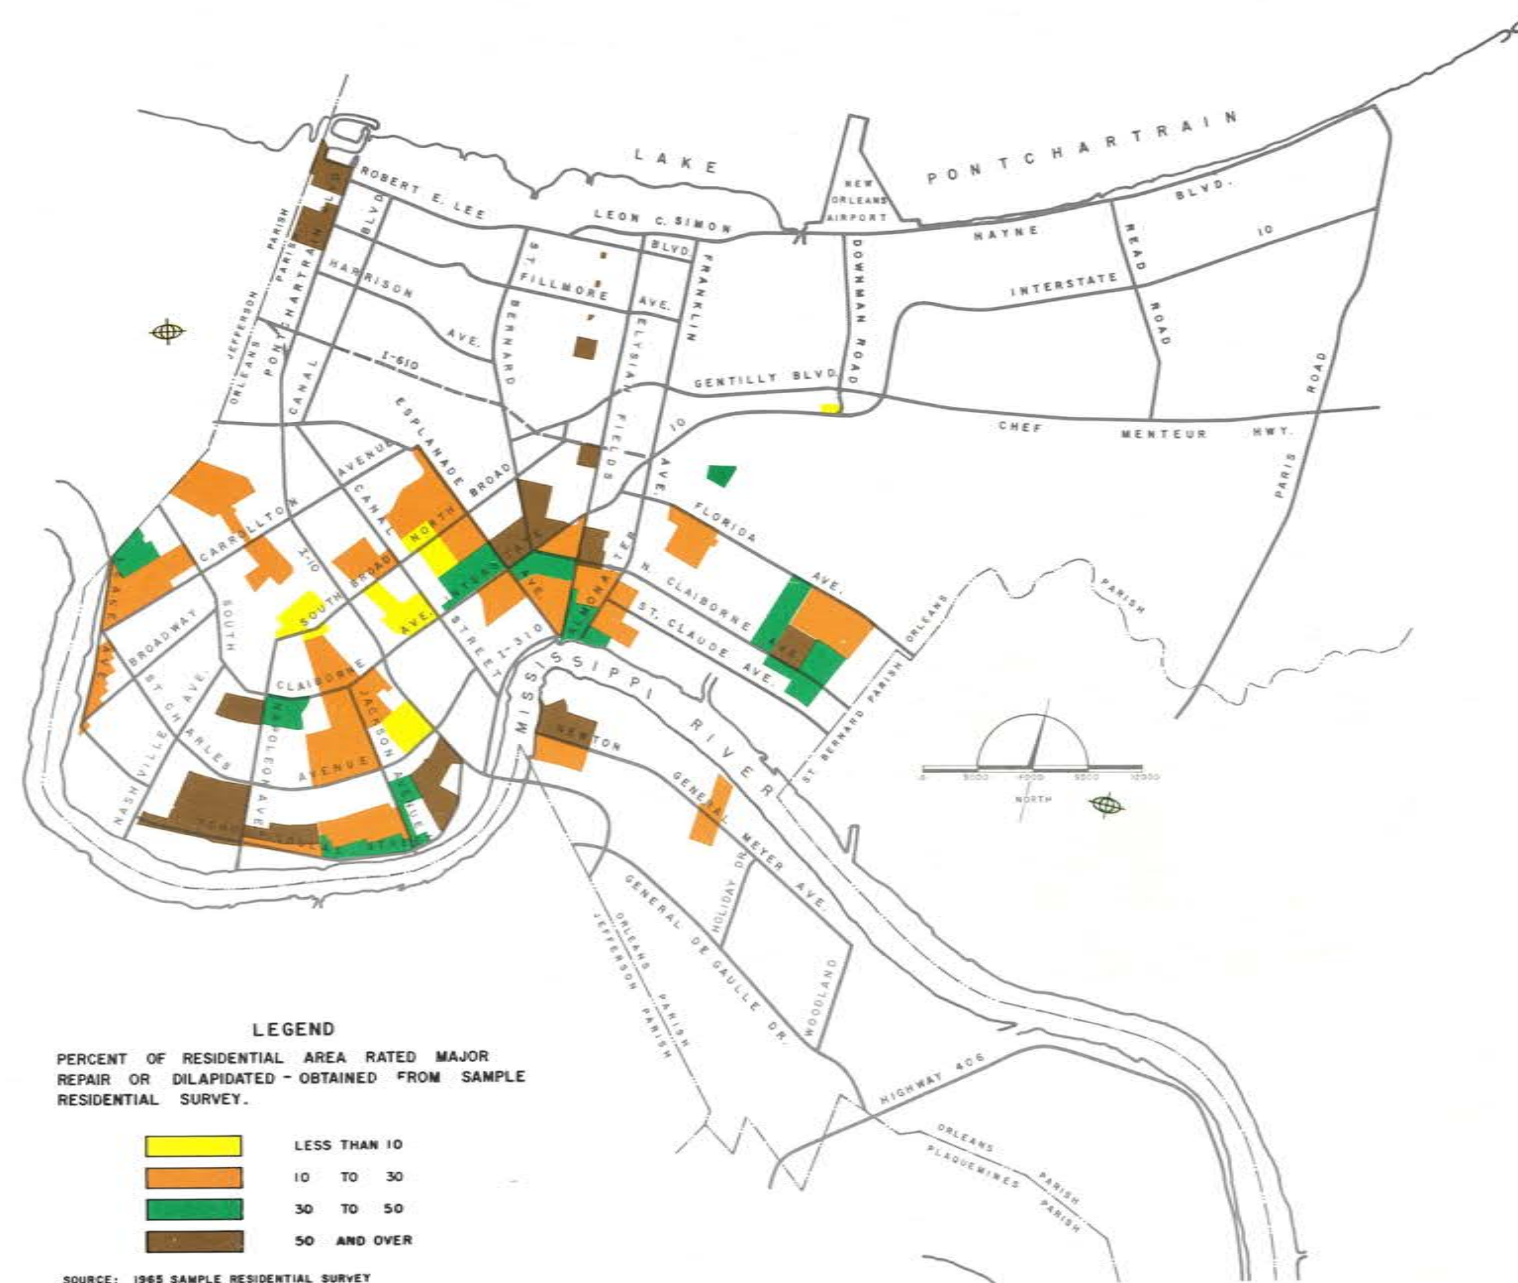 LAKE PONTCHARTRAIN
NEW
ORLEANS
AIRPORT
ROBERT E. LEE
BLVD
LEON C. SIMON
BLVD.
HAYNE
BLVD.
READ ROAD
INTERSTATE
10
DOWNMAN ROAD
FRANKLIN
AVE.
FILLMORE
AVE.
ST. BERNARD
AVE.
HARRISON
AVE.
ELYSIAN FIELDS
JEFFERSON PARISH
ORLEANS PARISH
PONTCHARTRAIN BLVD
CANAL
BLVD
I-610
GENTILLY BLVD.
CHEF MENTEUR HWY.
PARIS ROAD
10
ESPLANADE
CARROLLTON
AVENUE
CANAL
STREET
NORTH BROAD
SOUTH BROAD
AVE.
I-10
INTERSTATE
FLORIDA
AVE.
N. CLAIBORNE
AVE.
ST. CLAUDE AVE.
ALMONASTER
I-310
ORLEANS
PARISH
ST. BERNARD PARISH
BROADWAY
SOUTH
CLAIBORNE
ST. CHARLES
AVENUE
NASHVILLE
AVE.
NAPOLEON AVE
JACKSON AVENUE
MISSISSIPPI RIVER
NEWTON
GENERAL MEYER AVE.
HOLIDAY DR.
WOODLAND
GENERAL DE GAULLE DR.
ORLEANS PARISH
JEFFERSON PARISH
HIGHWAY 406
ORLEANS PARISH
PLAQUEMINES PARISH
NORTH
LEGEND
PERCENT OF RESIDENTIAL AREA RATED MAJOR
REPAIR OR DILAPIDATED - OBTAINED FROM SAMPLE
RESIDENTIAL SURVEY.
LESS THAN 10
10 TO 30
30 TO 50
50 AND OVER
SOURCE: 1965 SAMPLE RESIDENTIAL SURVEY